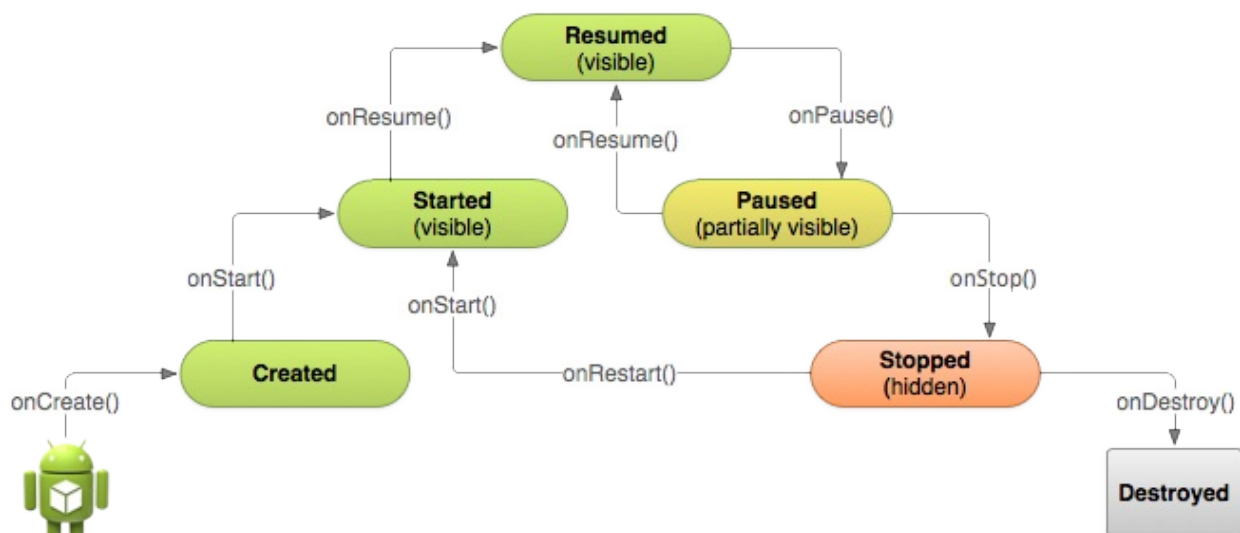 Resumed
(visible)
onResume()
onResume()
onPause()
Started
(visible)
Paused
(partially visible)
onStart()
onStart()
onStop()
Created
onRestart()
Stopped
(hidden)
onCreate()
onDestroy()
Destroyed